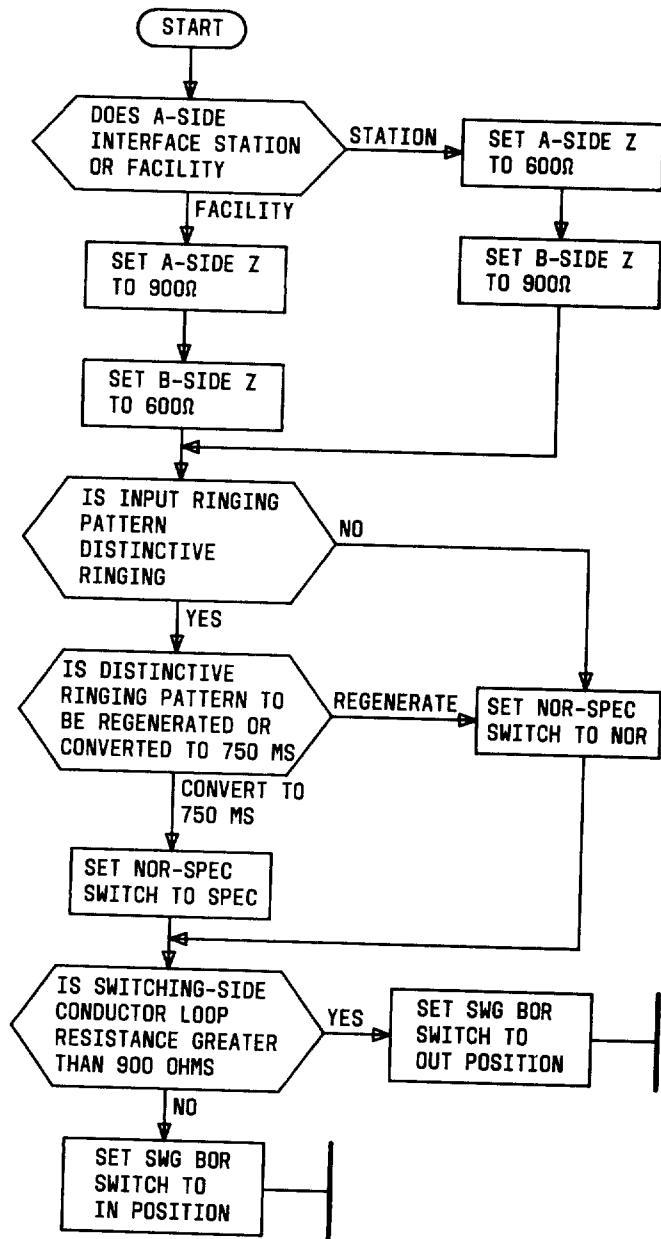 START
DOES A-SIDE
INTERFACE STATION
OR FACILITY
STATION
SET A-SIDE Z
TO 600Ω
FACILITY
SET A-SIDE Z
TO 900Ω
SET B-SIDE Z
TO 900Ω
SET B-SIDE Z
TO 600Ω
IS INPUT RINGING
PATTERN
DISTINCTIVE
RINGING
NO
YES
IS DISTINCTIVE
RINGING PATTERN TO
BE REGENERATED OR
CONVERTED TO 750 MS
REGENERATE
SET NOR-SPEC
SWITCH TO NOR
CONVERT TO
750 MS
SET NOR-SPEC
SWITCH TO SPEC
IS SWITCHING-SIDE
CONDUCTOR LOOP
RESISTANCE GREATER
THAN 900 OHMS
YES
SET SWG BOR
SWITCH TO
OUT POSITION
NO
SET SWG BOR
SWITCH TO
IN POSITION